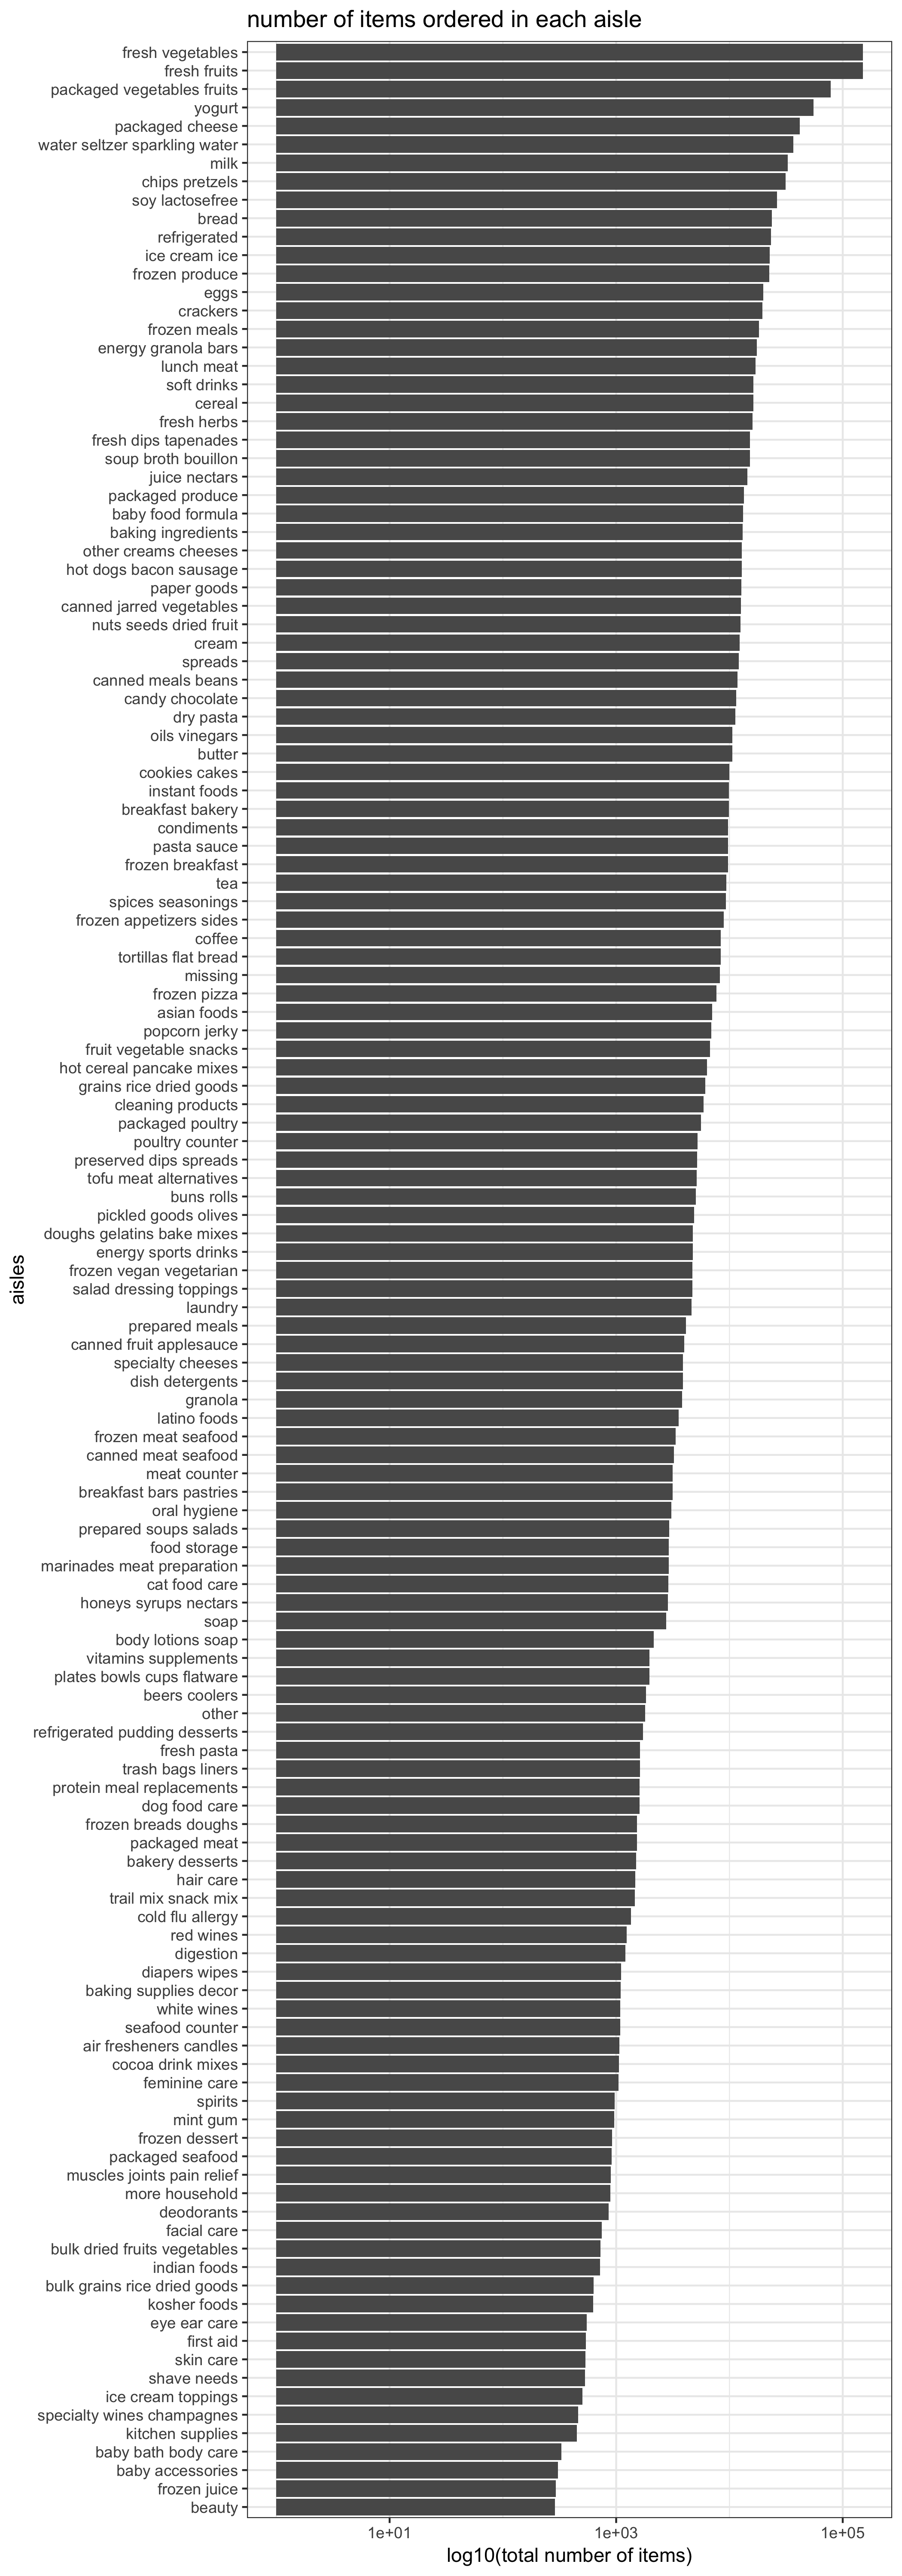 number of items ordered in each aisle
fresh vegetables
fresh fruits
packaged vegetables fruits
yogurt
packaged cheese
water seltzer sparkling water
milk
chips pretzels
soy lactosefree
bread
refrigerated
ice cream ice
frozen produce
eggs
crackers
frozen meals
energy granola bars
lunch meat
soft drinks
cereal
fresh herbs
fresh dips tapenades
soup broth bouillon
juice nectars
packaged produce
baby food formula
baking ingredients
other creams cheeses
hot dogs bacon sausage
paper goods
canned jarred vegetables
nuts seeds dried fruit
cream
spreads
canned meals beans
candy chocolate
dry pasta
oils vinegars
butter
cookies cakes
instant foods
breakfast bakery
condiments
pasta sauce
frozen breakfast
tea
spices seasonings
frozen appetizers sides
coffee
tortillas flat bread
missing
frozen pizza
asian foods
popcorn jerky
fruit vegetable snacks
hot cereal pancake mixes
grains rice dried goods
cleaning products
packaged poultry
poultry counter
preserved dips spreads
tofu meat alternatives
buns rolls
pickled goods olives
doughs gelatins bake mixes
energy sports drinks
frozen vegan vegetarian
salad dressing toppings
laundry
prepared meals
canned fruit applesauce
specialty cheeses
dish detergents
granola
latino foods
frozen meat seafood
canned meat seafood
meat counter
breakfast bars pastries
oral hygiene
prepared soups salads
food storage
marinades meat preparation
cat food care
honeys syrups nectars
soap
body lotions soap
vitamins supplements
plates bowls cups flatware
beers coolers
other
refrigerated pudding desserts
fresh pasta
trash bags liners
protein meal replacements
dog food care
frozen breads doughs
packaged meat
bakery desserts
hair care
trail mix snack mix
cold flu allergy
red wines
digestion
diapers wipes
baking supplies decor
white wines
seafood counter
air fresheners candles
cocoa drink mixes
feminine care
spirits
mint gum
frozen dessert
packaged seafood
muscles joints pain relief
more household
deodorants
facial care
bulk dried fruits vegetables
indian foods
bulk grains rice dried goods
kosher foods
eye ear care
first aid
skin care
shave needs
ice cream toppings
specialty wines champagnes
kitchen supplies
baby bath body care
baby accessories
frozen juice
beauty
aisles
1e+01 1e+03 1e+05
log10(total number of items)